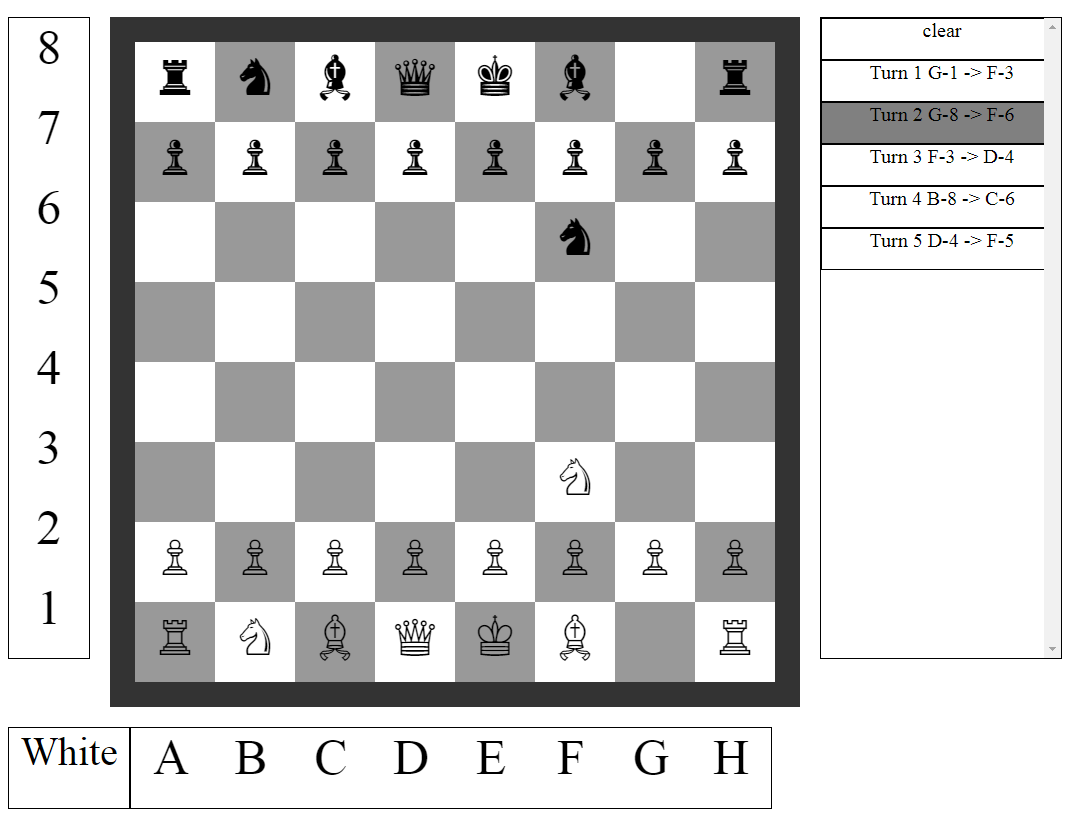 8
7
6
5
4
3
2
1
clear
Turn 1 G-1 -> F-3
Turn 2 G-8 -> F-6
Turn 3 F-3 -> D-4
Turn 4 B-8 -> C-6
Turn 5 D-4 -> F-5
White A B C D E F G H